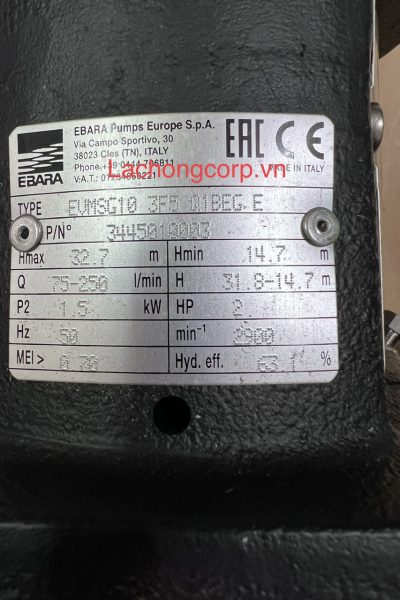 EBARA
EBARA Pumps Europe S.p.A.
Via Campo Sportivo, 30
38023 Cles (TN), ITALY
EAC CE
MADE IN ITALY
Lachongcorp.vn
TYPE EVMSG10 3F5 Q1BEG E
P/N° 3445010003
Hmax 32.7 m Hmin 14.7 m
Q 75-250 l/min H 31.8-14.7 m
P2 1.5 kW HP 2
Hz 50 min⁻¹ 2900
MEI > 0.70 Hyd. eff. 63.1 %